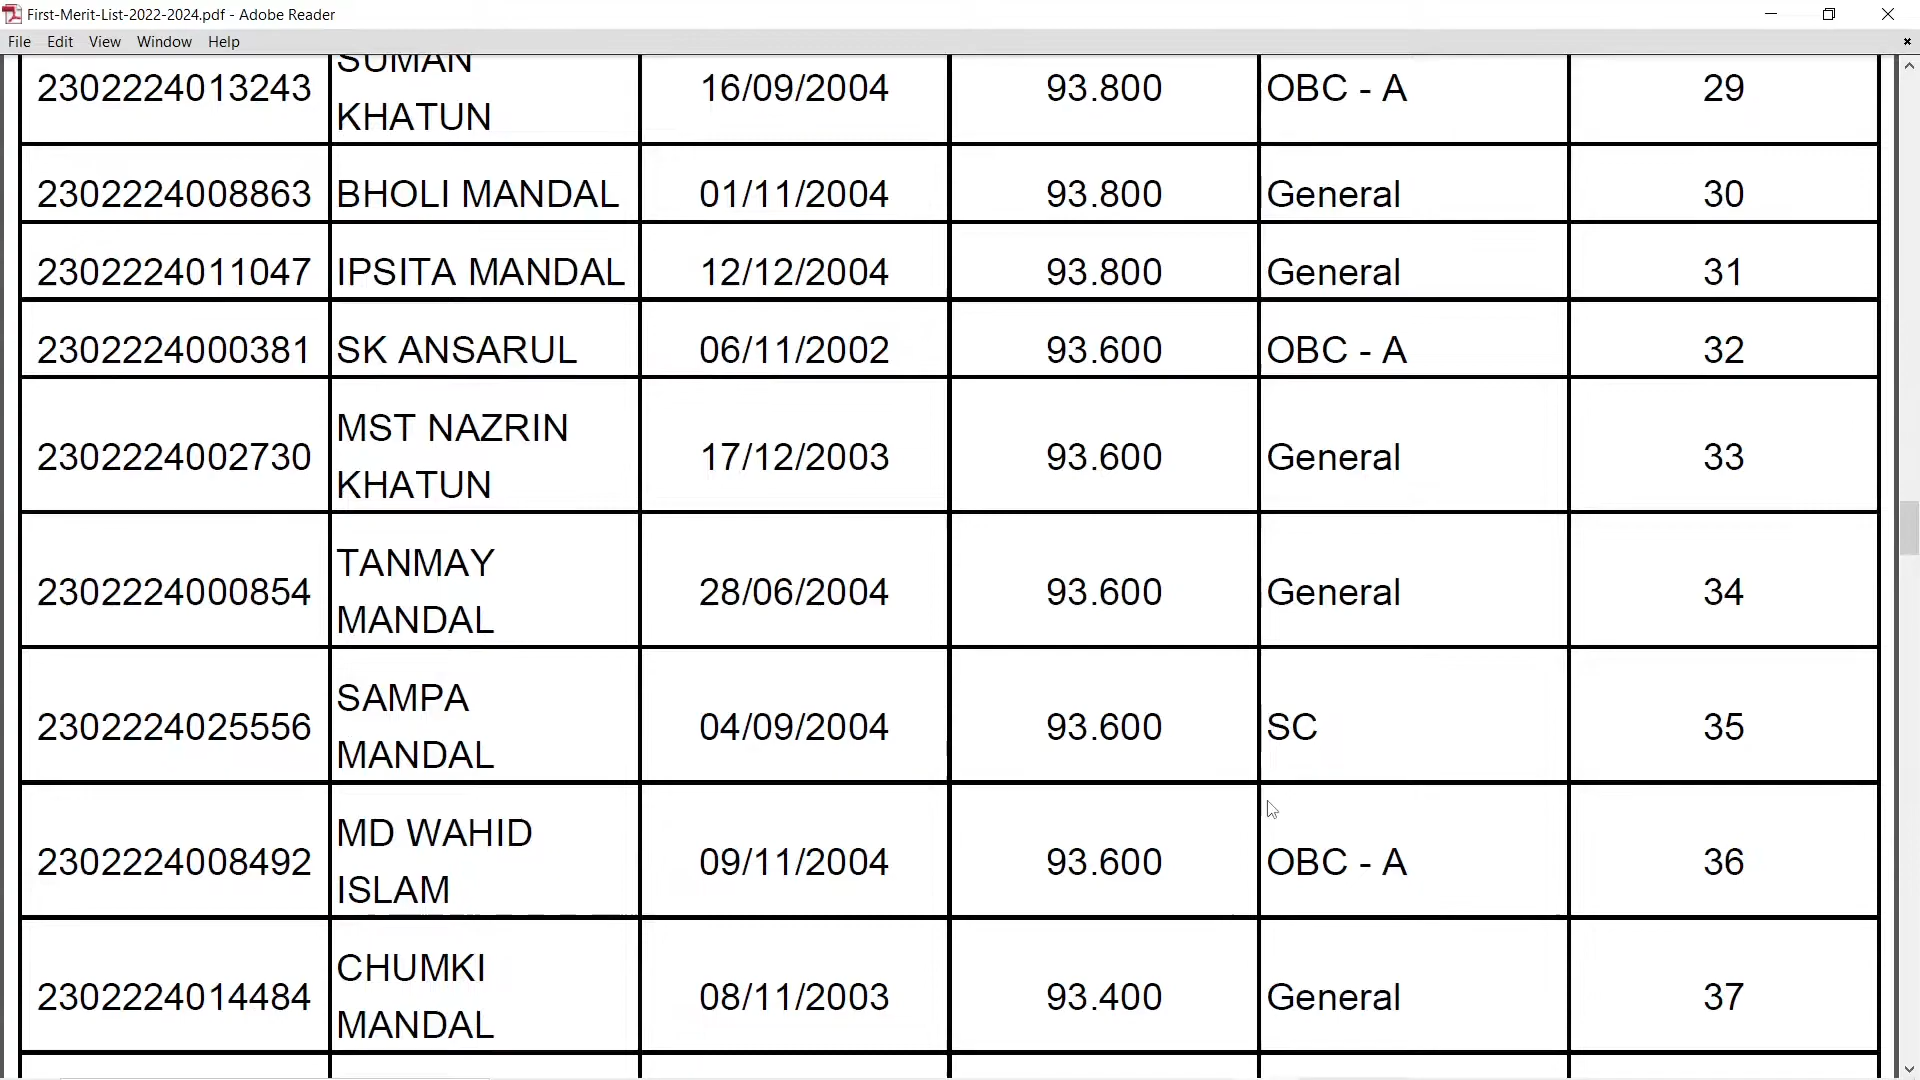 First-Merit-List-2022-2024.pdf - Adobe Reader
File Edit View Window Help
SUMAN
2302224013243 16/09/2004 93.800 OBC - A 29
KHATUN
2302224008863 BHOLI MANDAL 01/11/2004 93.800 General 30
2302224011047 IPSITA MANDAL 12/12/2004 93.800 General 31
2302224000381 SK ANSARUL 06/11/2002 93.600 OBC - A 32
MST NAZRIN
2302224002730 17/12/2003 93.600 General 33
KHATUN
TANMAY
2302224000854 28/06/2004 93.600 General 34
MANDAL
SAMPA
2302224025556 04/09/2004 93.600 SC 35
MANDAL
MD WAHID
2302224008492 09/11/2004 93.600 OBC - A 36
ISLAM
CHUMKI
2302224014484 08/11/2003 93.400 General 37
MANDAL